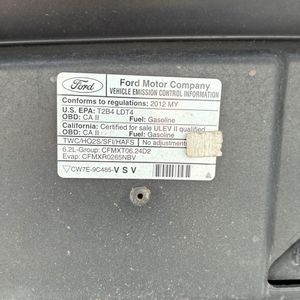 Ford
Ford Motor Company
VEHICLE EMISSION CONTROL INFORMATION
Conforms to regulations: 2012 MY
U.S. EPA: T2B4 LDT4
OBD: CA II Fuel: Gasoline
California: Certified for sale ULEV II qualified
OBD: CA II Fuel: Gasoline
TWC/HO2S/SFI/HAFS No adjustments
6.2L-Group: CFMXT06.24D2
Evap: CFMXR0265NBV
CW7E-9C485-VSV